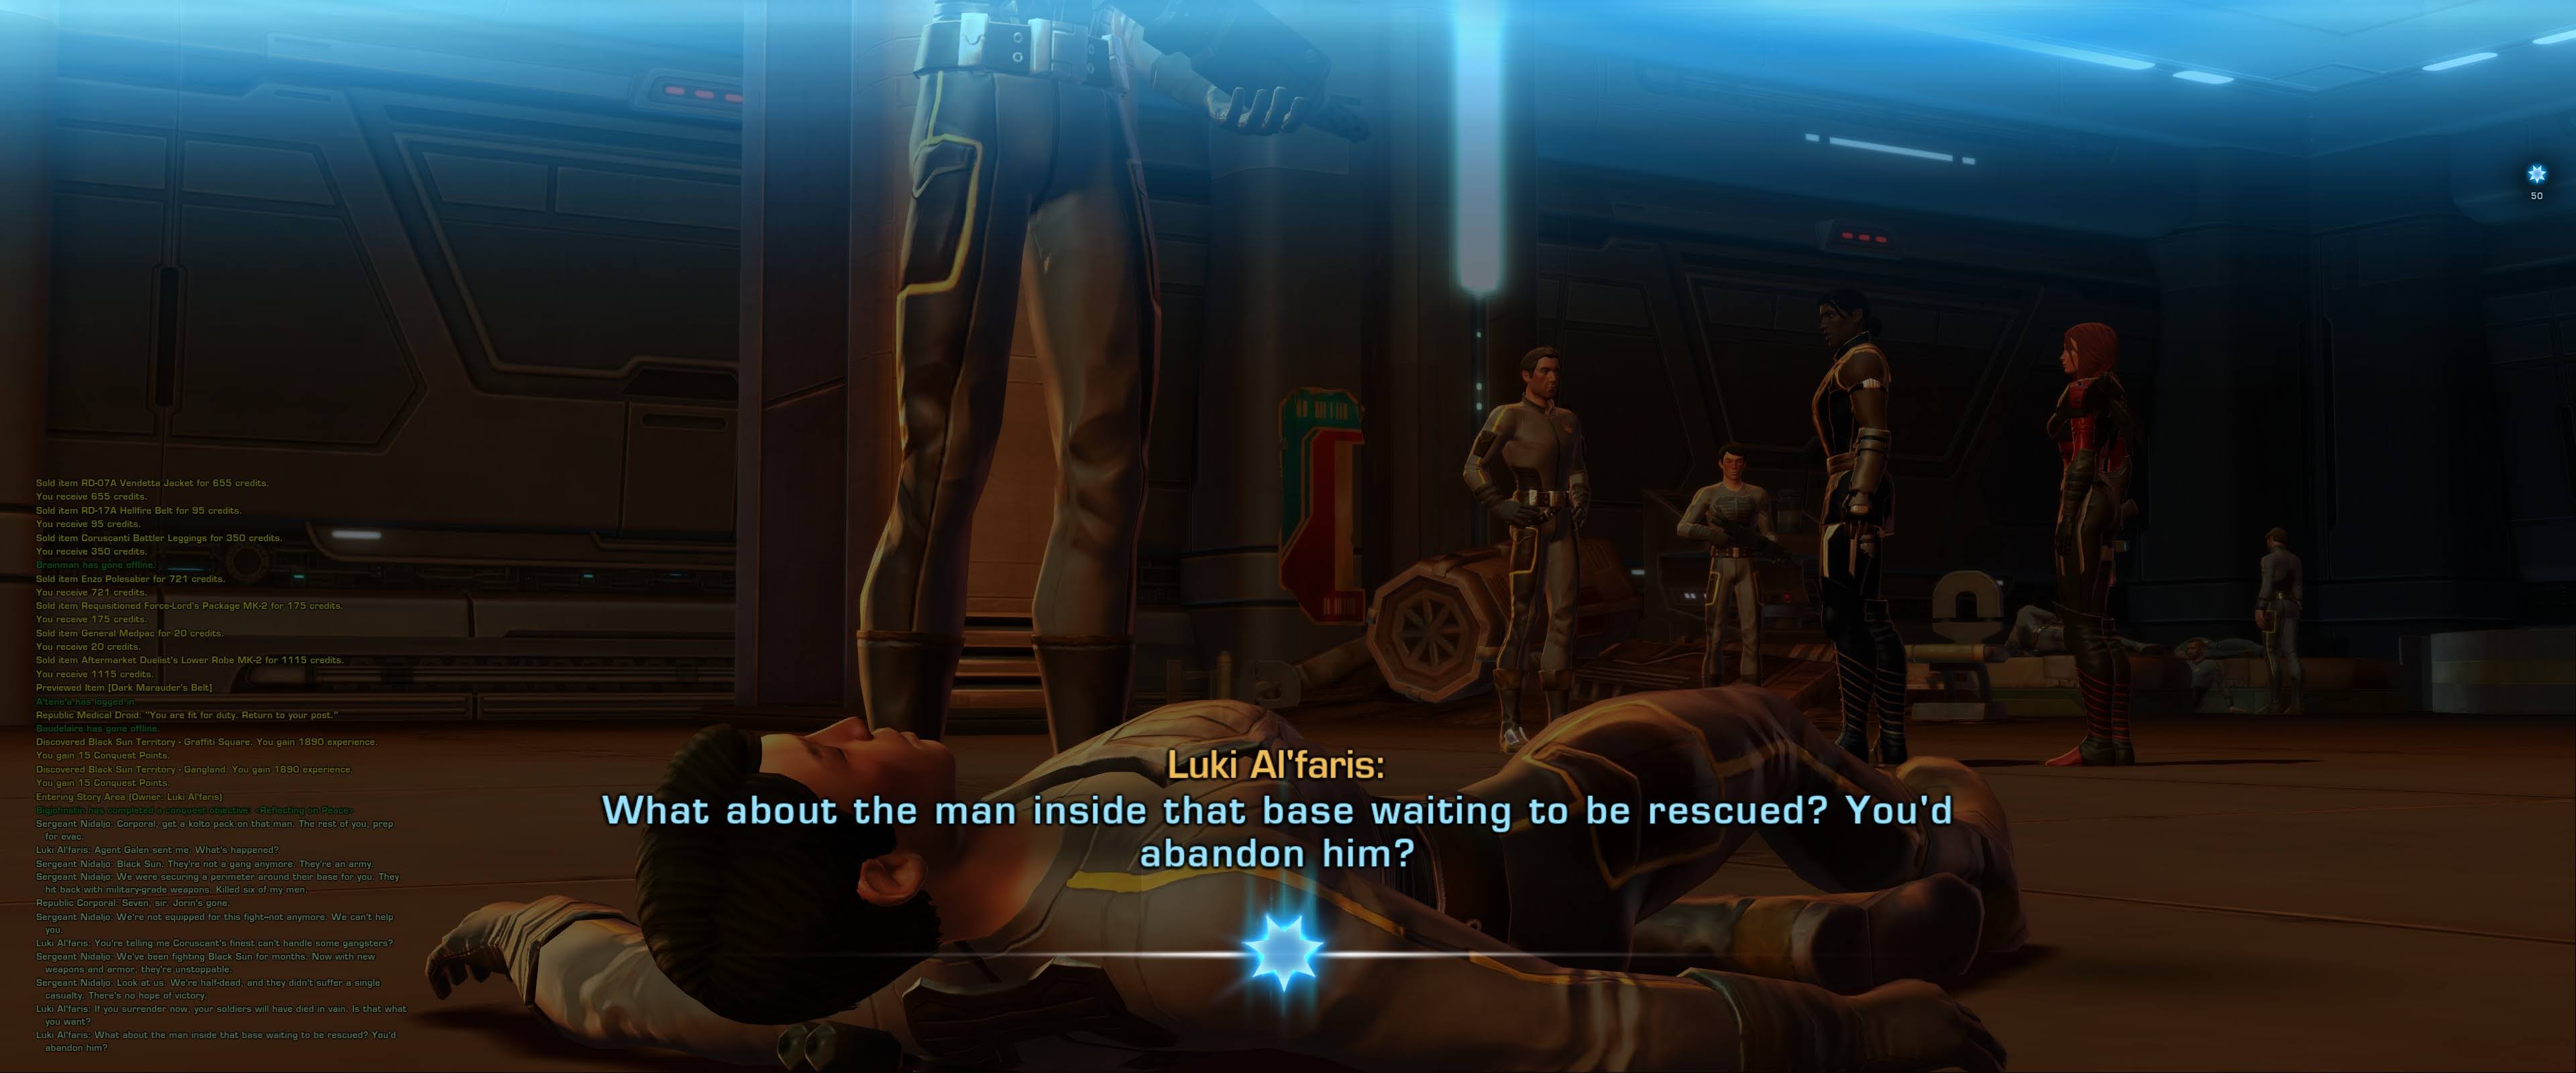 50
Sold item RD-07A Vendetta Jacket for 655 credits.
You receive 655 credits.
Sold item RD-17A Hellfire Belt for 95 credits.
You receive 95 credits.
Sold item Coruscanti Battler Leggings for 350 credits.
You receive 350 credits.
Brainman has gone offline.
Sold item Enzo Polesaber for 721 credits.
You receive 721 credits.
Sold item Requisitioned Force-Lord's Package MK-2 for 175 credits.
You receive 175 credits.
Sold item General Medpac for 20 credits.
You receive 20 credits.
Sold item Aftermarket Duelist's Lower Robe MK-2 for 1115 credits.
You receive 1115 credits.
Previewed Item [Dark Marauder's Belt]
has logged in.
Republic Medical Droid: "You are fit for duty. Return to your post."
Baudelaire has gone offline.
Discovered Black Sun Territory - Graffiti Square. You gain 1890 experience.
You gain 15 Conquest Points.
Discovered Black Sun Territory - Gangland. You gain 1890 experience.
You gain 15 Conquest Points.
Entering Story Area (Owner: Luki Al'faris)
has completed a conquest objective: <Reflecting on Peace>
Sergeant Nidaljo: Corporal, get a kolto pack on that man. The rest of you, prep
for evac.
Luki Al'faris: Agent Galen sent me. What's happened?
Sergeant Nidaljo: Black Sun. They're not a gang anymore. They're an army.
Sergeant Nidaljo: We were securing a perimeter around their base for you. They
hit back with military-grade weapons. Killed six of my men.
Republic Corporal: Seven, sir. Jorin's gone.
Sergeant Nidaljo: We're not equipped for this fight--not anymore. We can't help
you.
Luki Al'faris: You're telling me Coruscant's finest can't handle some gangsters?
Sergeant Nidaljo: We've been fighting Black Sun for months. Now with new
weapons and armor, they're unstoppable.
Sergeant Nidaljo: Look at us. We're half-dead, and they didn't suffer a single
casualty. There's no hope of victory.
Luki Al'faris: If you surrender now, your soldiers will have died in vain. Is that what
you want?
Luki Al'faris: What about the man inside that base waiting to be rescued? You'd
abandon him?
Luki Al'faris:
What about the man inside that base waiting to be rescued? You'd
abandon him?